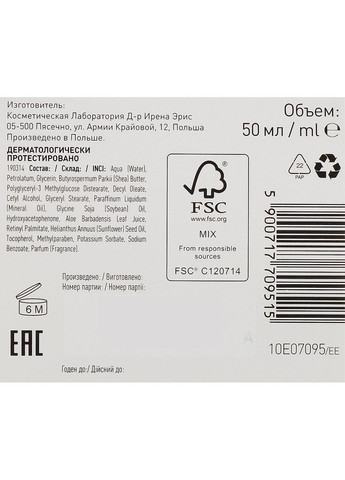 Изготовитель:
Косметическая Лаборатория Д-р Ирена Эрис
05-500 Пясечно, ул. Армии Крайовой, 12, Польша
Произведено в Польше.
ДЕРМАТОЛОГИЧЕСКИ
ПРОТЕСТИРОВАНО
190314 Состав: / Склад: / INCI: Aqua (Water),
Petrolatum, Glycerin, Butyrospermum Parkii (Shea) Butter,
Polyglyceryl-3 Methylglucose Distearate, Decyl Oleate,
Cetyl Alcohol, Glyceryl Stearate, Paraffinum Liquidum
(Mineral Oil), Glycine Soja (Soybean) Oil,
Hydroxyacetophenone, Aloe Barbadensis Leaf Juice,
Retinyl Palmitate, Helianthus Annuus (Sunflower) Seed Oil,
Tocopherol, Methylparaben, Potassium Sorbate, Sodium
Benzoate, Parfum (Fragrance).
Объем:
50 мл / ml ℮
FSC
www.fsc.org
MIX
From responsible
sources
FSC® C120714
22
PAP
5 900717 709515
Произведено: / Виготовлено:
Номер партии: / Номер партії:
6 M
EAC
Годен до:/ Придатний до:
10E07095/EE